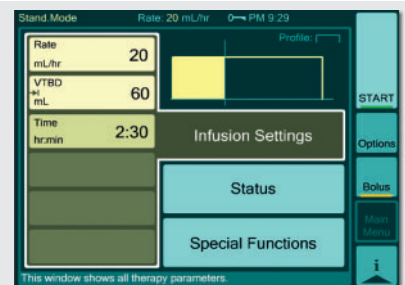 Stand.Mode Rate: 20 mL/hr PM 9:29
Profile:
Rate
mL/hr
20
VTBD
mL
60
Time
hr:min
2:30
Infusion Settings
Status
Special Functions
START
Options
Bolus
Main
Menu
i
This window shows all therapy parameters.